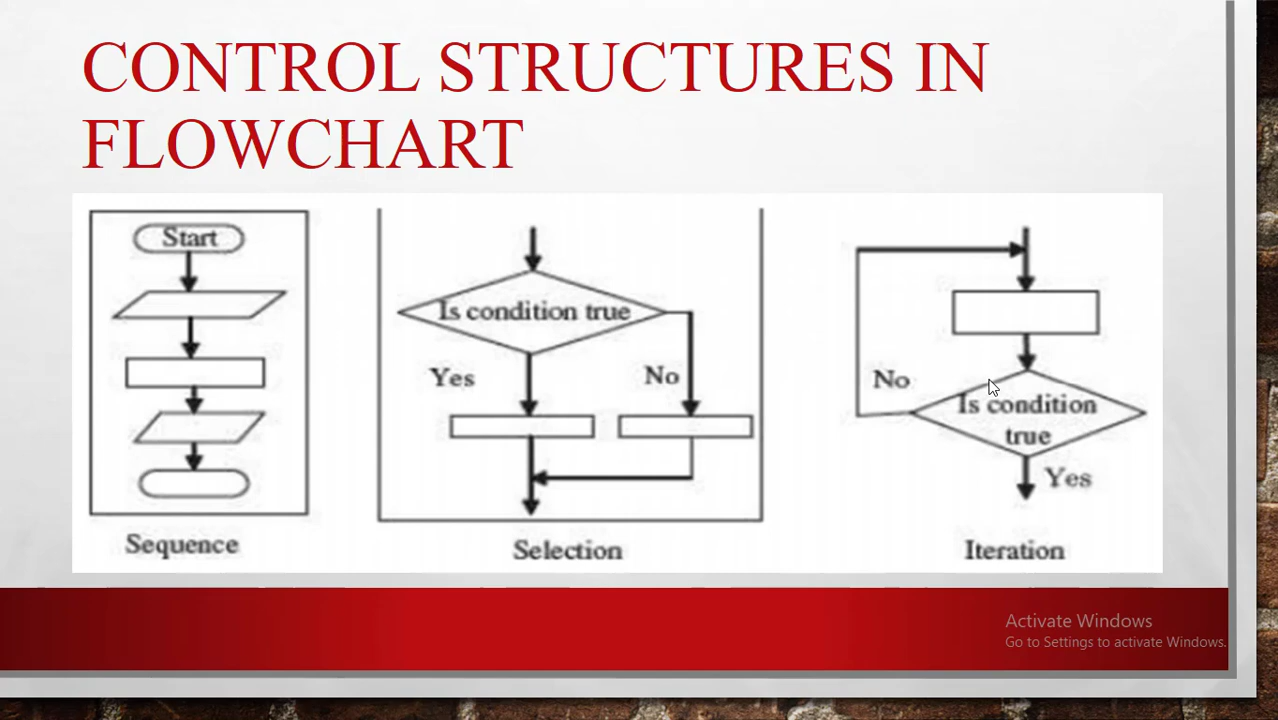 CONTROL STRUCTURES IN
FLOWCHART
Start
Sequence
Is condition true
Yes
No
Selection
No
Is condition
true
Yes
Iteration
Activate Windows
Go to Settings to activate Windows.